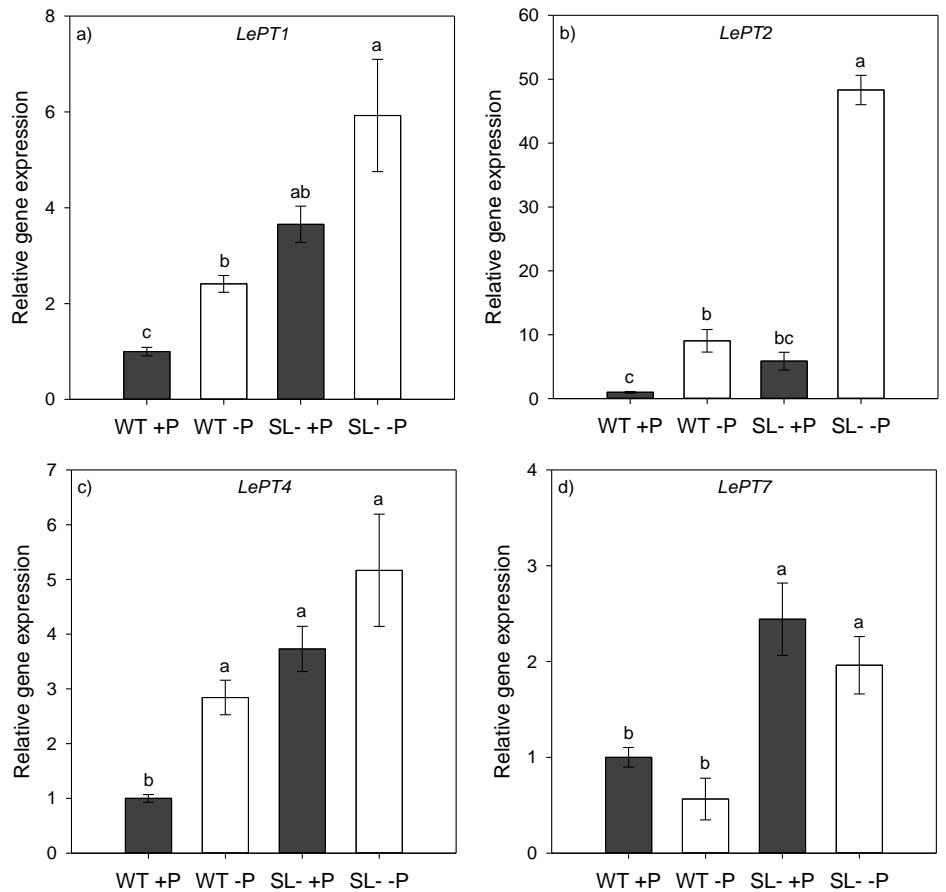 a) LePT1
Relative gene expression
8
6
4
2
0
c
b
ab
a
WT +P WT -P SL- +P SL- -P
b) LePT2
Relative gene expression
60
50
40
30
20
10
0
c
b
bc
a
WT +P WT -P SL- +P SL- -P
c) LePT4
Relative gene expression
7
6
5
4
3
2
1
0
b
a
a
a
WT +P WT -P SL- +P SL- -P
d) LePT7
Relative gene expression
4
3
2
1
0
b
b
a
a
WT +P WT -P SL- +P SL- -P